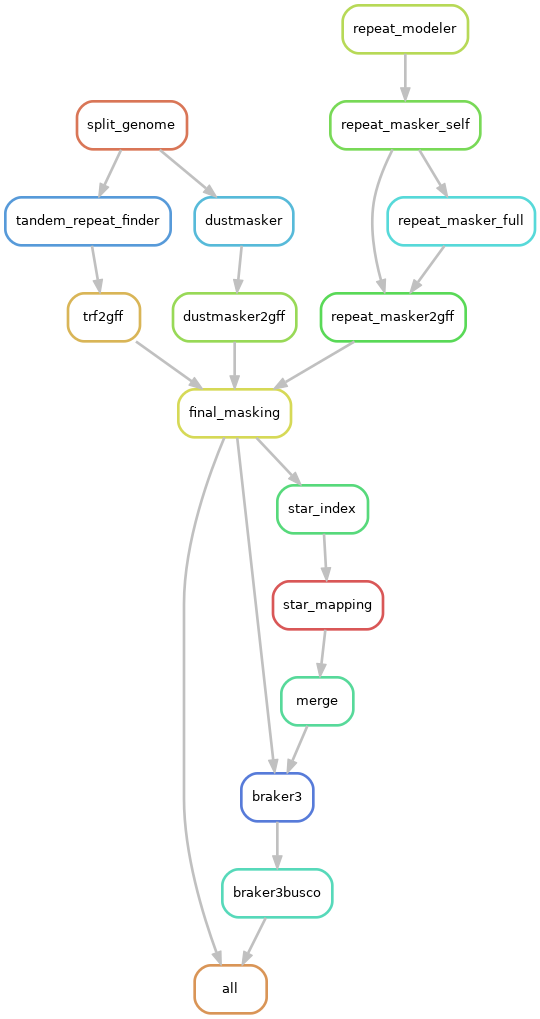 repeat_modeler
split_genome
repeat_masker_self
tandem_repeat_finder
dustmasker
repeat_masker_full
trf2gff
dustmasker2gff
repeat_masker2gff
final_masking
star_index
star_mapping
merge
braker3
braker3busco
all